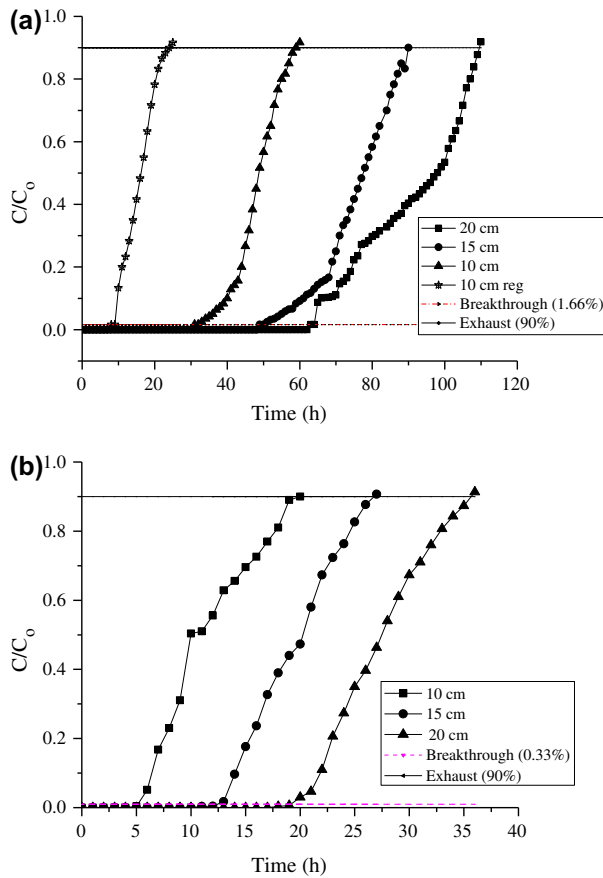 (a)
1.0
0.8
0.6
0.4
0.2
0.0
C/Co
20 cm
15 cm
10 cm
10 cm reg
Breakthrough (1.66%)
Exhaust (90%)
0 20 40 60 80 100 120
Time (h)
(b)
1.0
0.8
0.6
0.4
0.2
0.0
C/Co
10 cm
15 cm
20 cm
Breakthrough (0.33%)
Exhaust (90%)
0 5 10 15 20 25 30 35 40
Time (h)